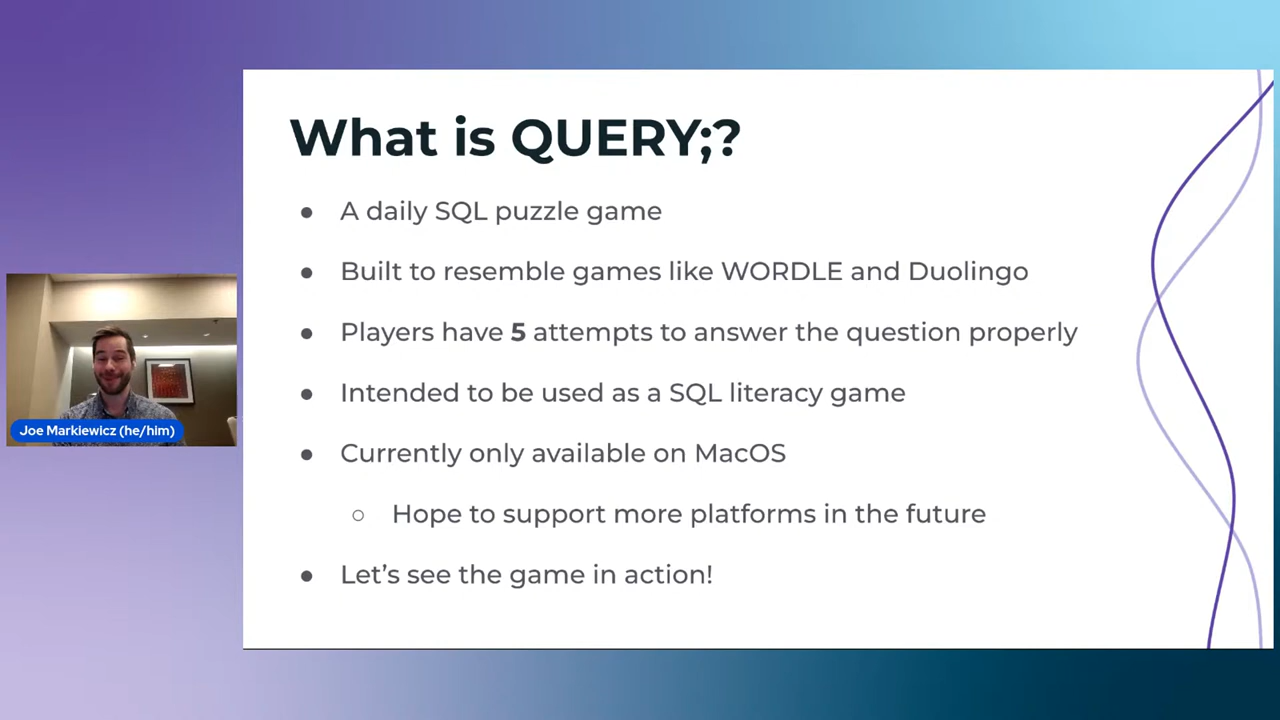 What is QUERY;?
● A daily SQL puzzle game
● Built to resemble games like WORDLE and Duolingo
● Players have 5 attempts to answer the question properly
● Intended to be used as a SQL literacy game
● Currently only available on MacOS
○ Hope to support more platforms in the future
● Let's see the game in action!
Joe Markiewicz (he/him)